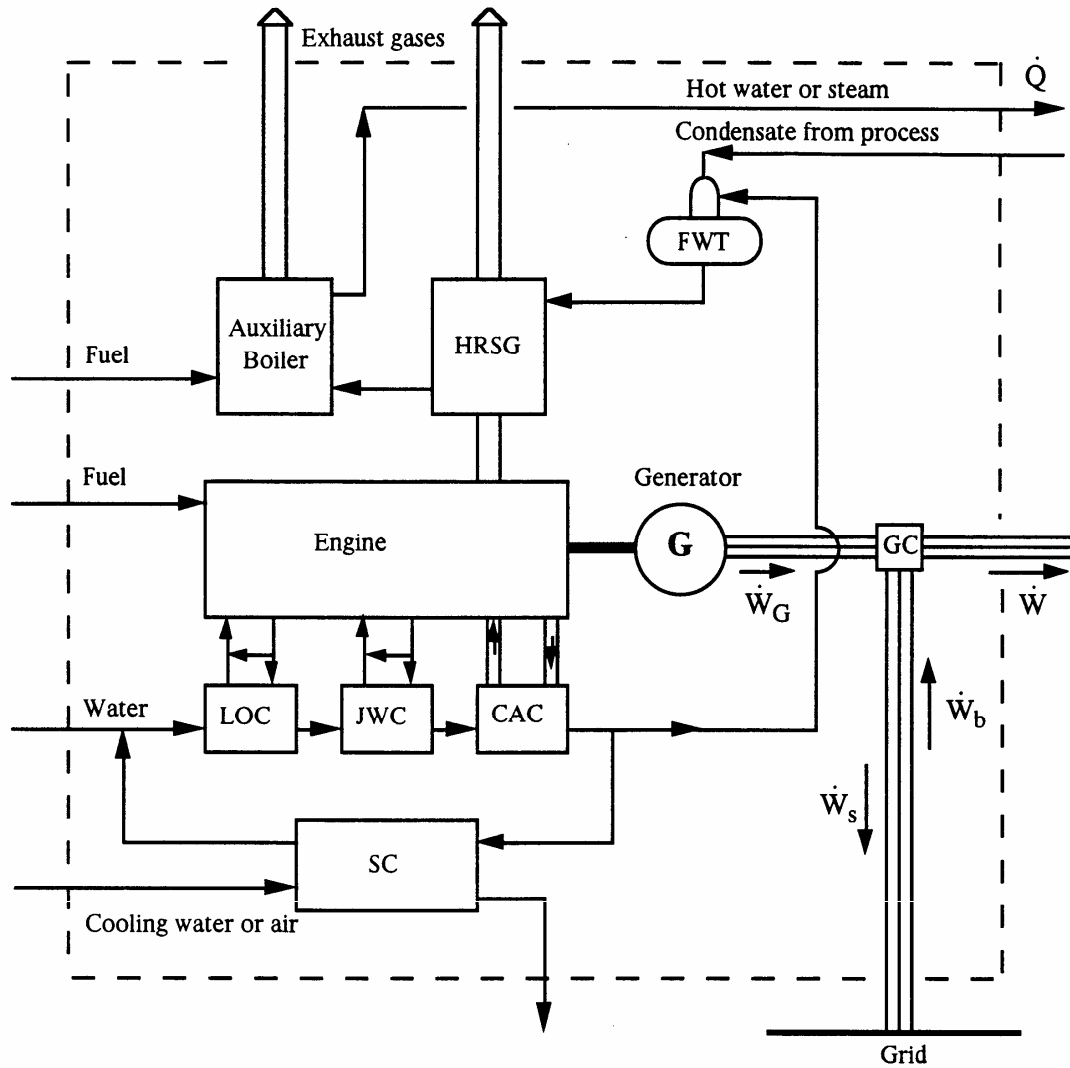 Exhaust gases
Q̇
Hot water or steam
Condensate from process
FWT
Auxiliary
Boiler
HRSG
Fuel
Fuel
Generator
Engine
G
GC
Ẇ_G
Ẇ
Water
LOC
JWC
CAC
Ẇ_b
Ẇ_s
SC
Cooling water or air
Grid